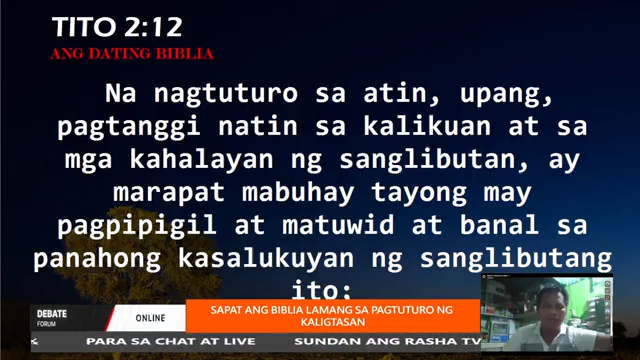 TITO 2:12
ANG DATING BIBLIA
Na nagtuturo sa atin, upang,
pagtanggi natin sa kalikuan at sa
mga kahalayan ng sanglibutan, ay
marapat mabuhay tayong may
pagpipigil at matuwid at banal sa
panahong kasalukuyan ng sanglibutang
ito;
DEBATE
FORUM
ONLINE
SAPAT ANG BIBLIA LAMANG SA PAGTUTURO NG
KALIGTASAN
PARA SA CHAT AT LIVE
SUNDAN ANG RASHA TV